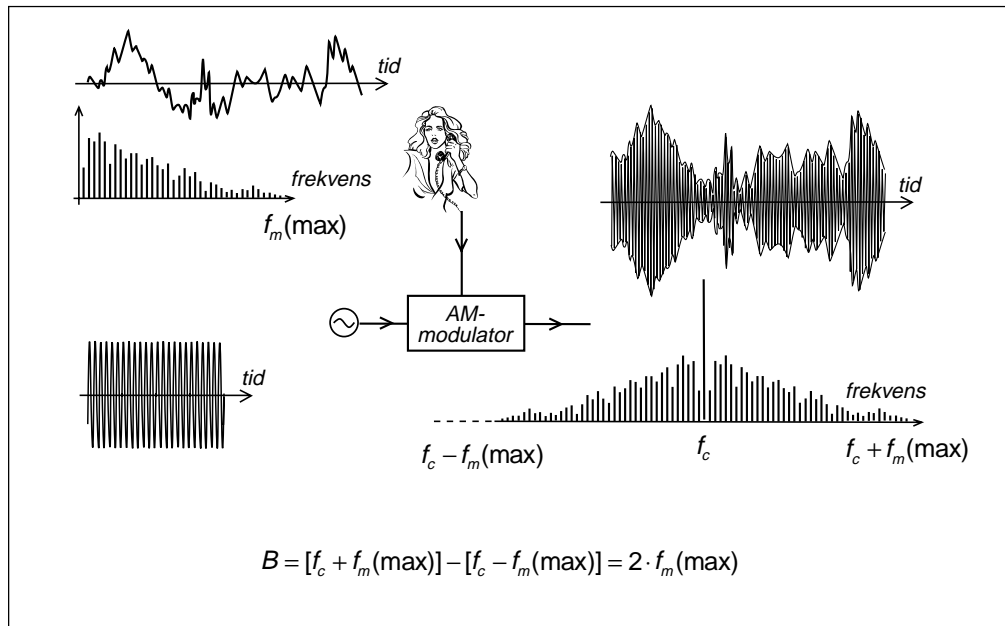 tid
frekvens
f_m(max)
tid
AM-
modulator
tid
frekvens
f_c − f_m(max)
f_c
f_c + f_m(max)
tid
B = [f_c + f_m(max)] − [f_c − f_m(max)] = 2 · f_m(max)